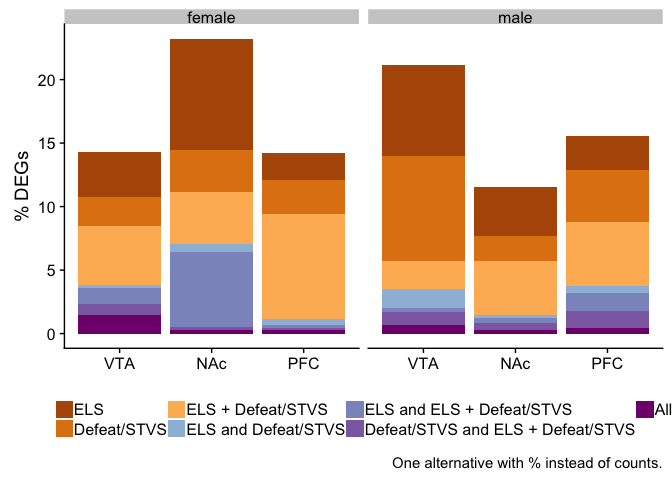 female male
% DEGs
20
15
10
5
0
VTA NAc PFC VTA NAc PFC
ELS ELS + Defeat/STVS ELS and ELS + Defeat/STVS All
Defeat/STVS ELS and Defeat/STVS Defeat/STVS and ELS + Defeat/STVS
One alternative with % instead of counts.